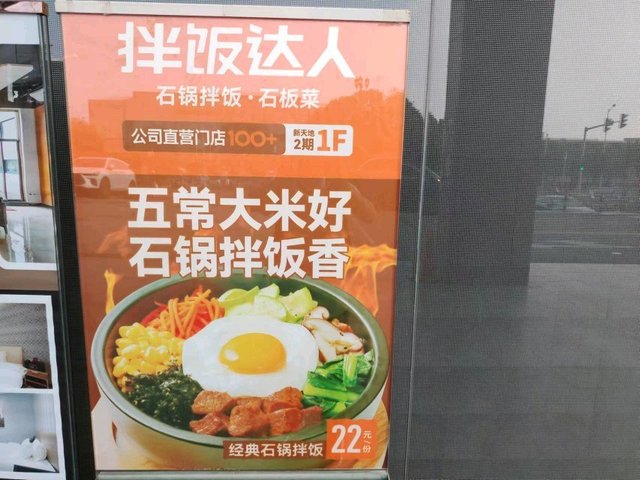 拌饭达人
石锅拌饭·石板菜
公司直营门店100+ 新天地 2期 1F
五常大米好
石锅拌饭香
经典石锅拌饭 22元/份